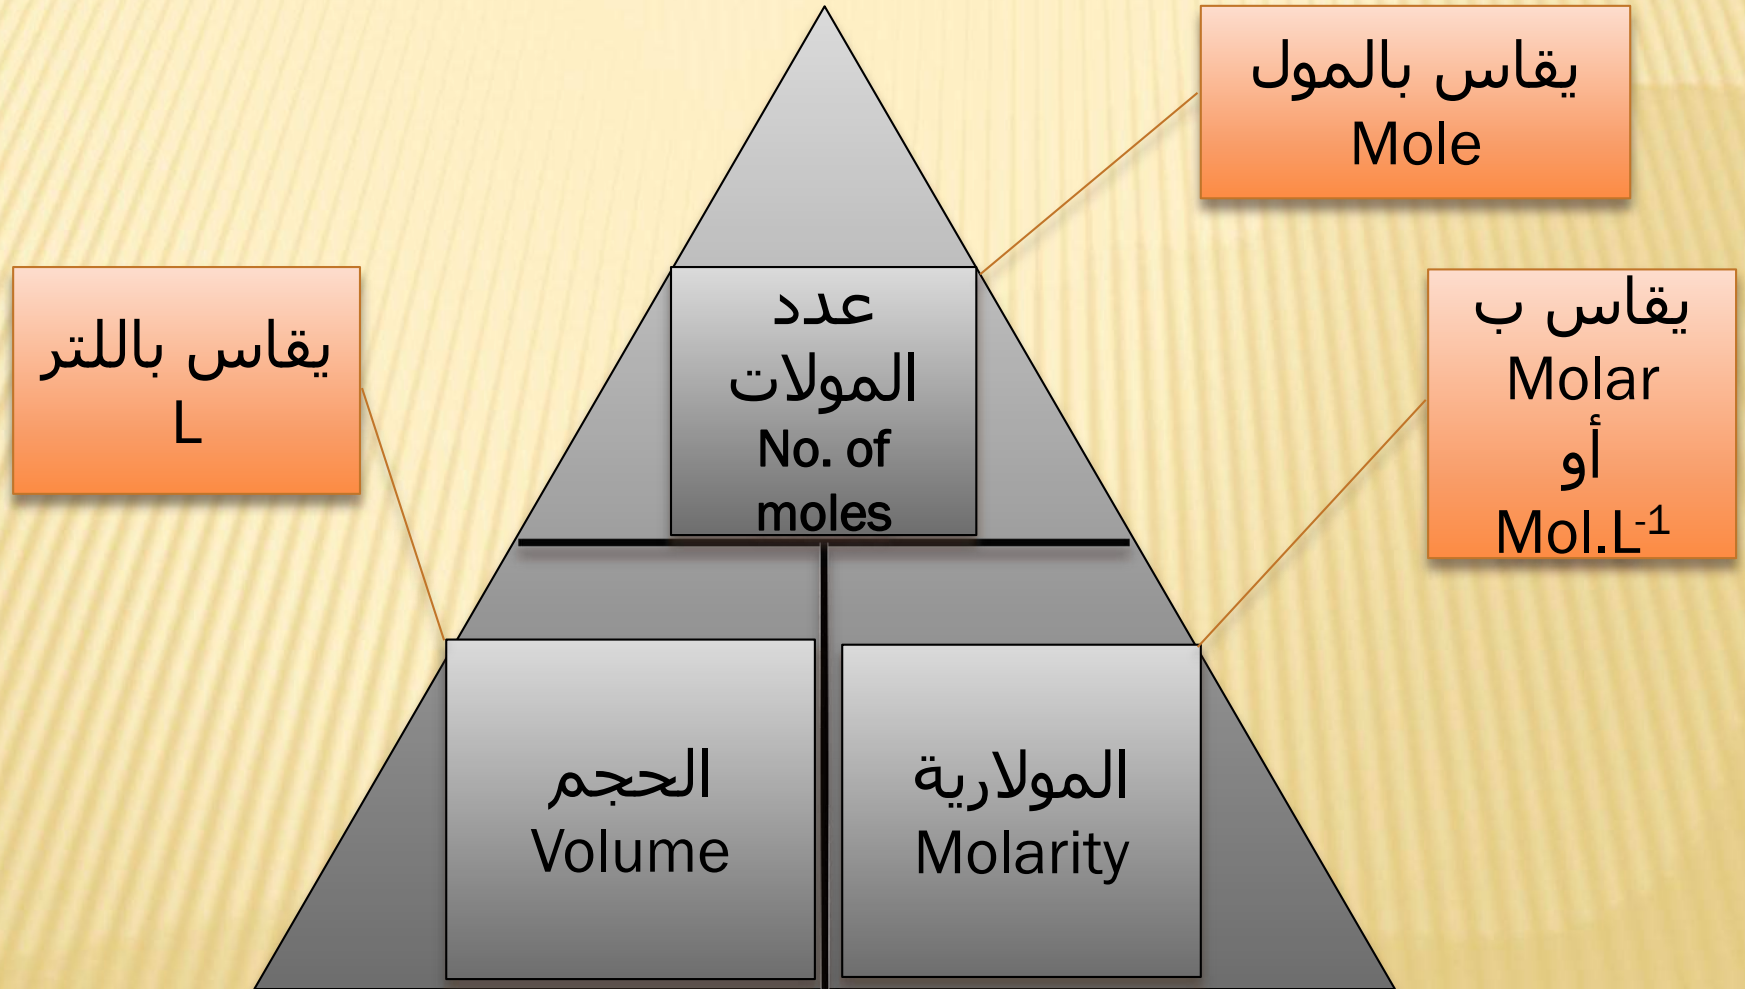 يقاس بالمول
Mole
يقاس باللتر
L
عدد
المولات
No. of
moles
يقاس ب
Molar
أو
Mol.L⁻¹
الحجم
Volume
المولارية
Molarity